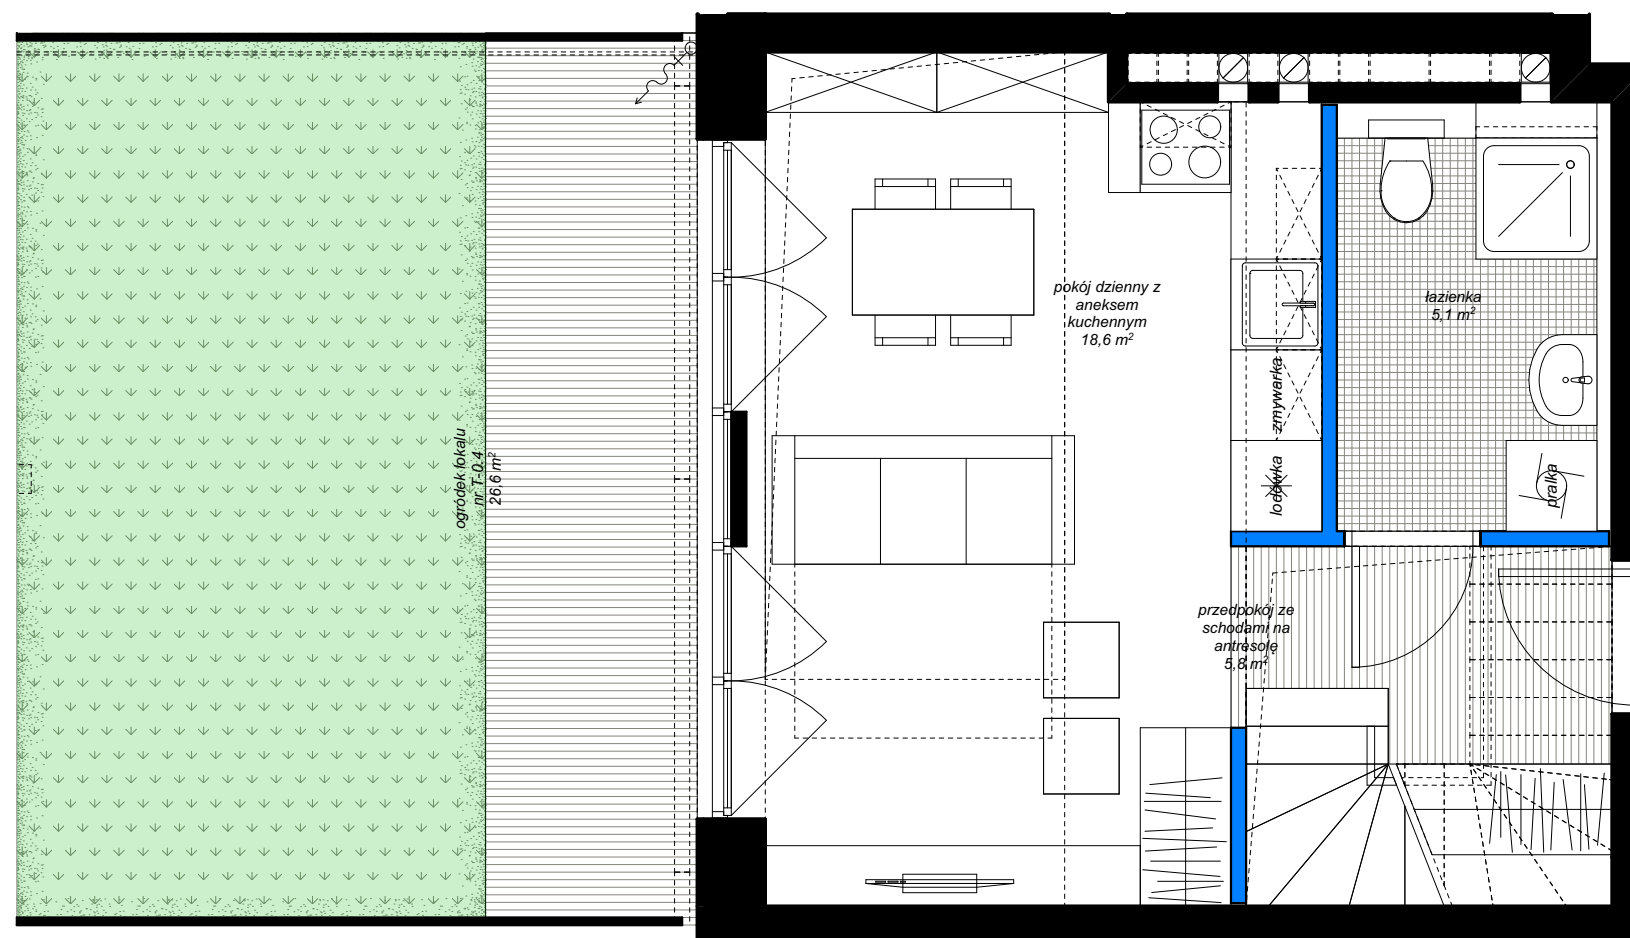 pokój dzienny z
aneksem
kuchennym
18,6 m²
łazienka
5,1 m²
zmywarka
lodówka
pralka
ogródek lokalu
nr T-0.4
26,6 m²
przedpokój ze
schodami na
antresolę
5,8 m²